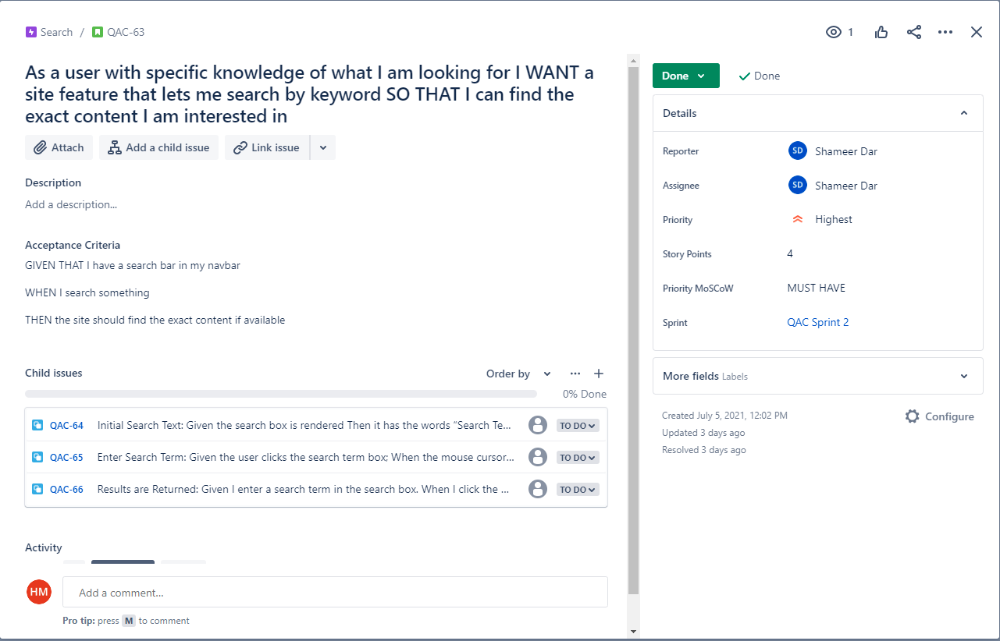 Search / QAC-63
1
As a user with specific knowledge of what I am looking for I WANT a
site feature that lets me search by keyword SO THAT I can find the
exact content I am interested in
Attach
Add a child issue
Link issue
Description
Add a description...
Acceptance Criteria
GIVEN THAT I have a search bar in my navbar
WHEN I search something
THEN the site should find the exact content if available
Child issues
Order by
0% Done
QAC-64 Initial Search Text: Given the search box is rendered Then it has the words “Search Te... TO DO
QAC-65 Enter Search Term: Given the user clicks the search term box; When the mouse cursor... TO DO
QAC-66 Results are Returned: Given I enter a search term in the search box. When I click the ... TO DO
Activity
HM
Add a comment...
Pro tip: press M to comment
Done
Done
Details
Reporter SD Shameer Dar
Assignee SD Shameer Dar
Priority Highest
Story Points 4
Priority MoSCoW MUST HAVE
Sprint QAC Sprint 2
More fields Labels
Created July 5, 2021, 12:02 PM
Configure
Updated 3 days ago
Resolved 3 days ago